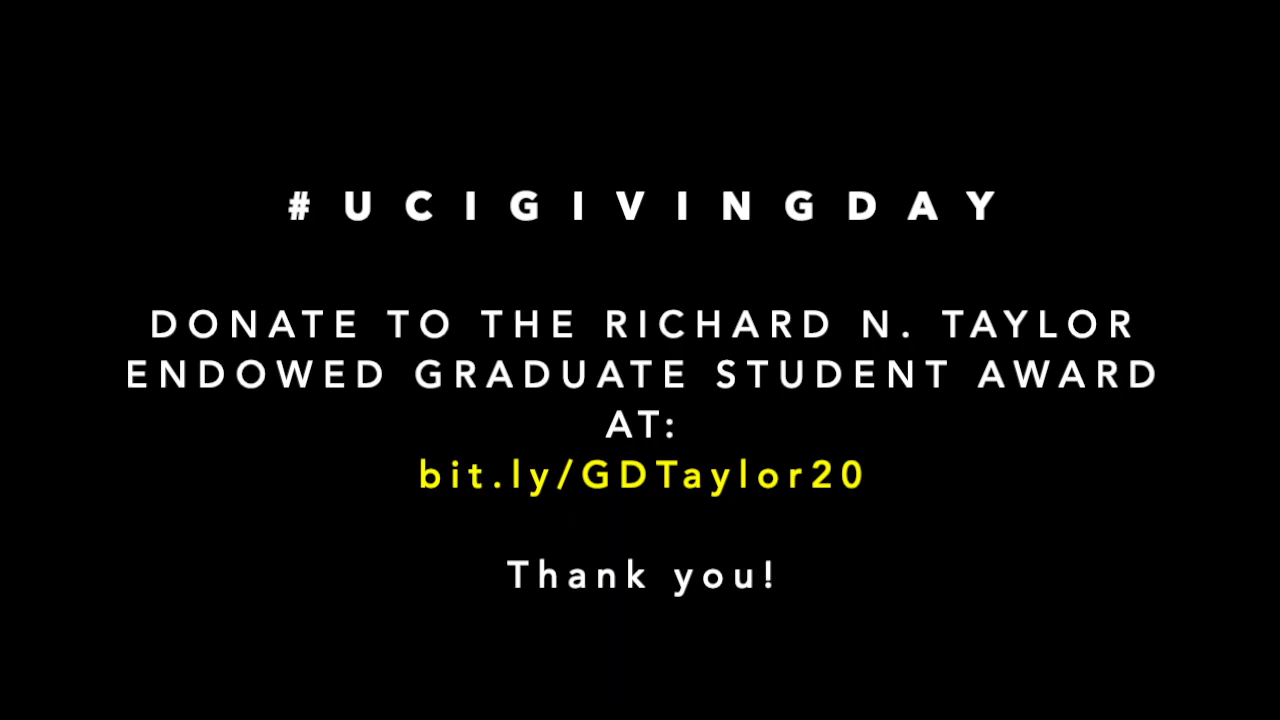 #UCIGIVINGDAY
DONATE TO THE RICHARD N. TAYLOR
ENDOWED GRADUATE STUDENT AWARD
AT:
bit.ly/GDTaylor20
Thank you!